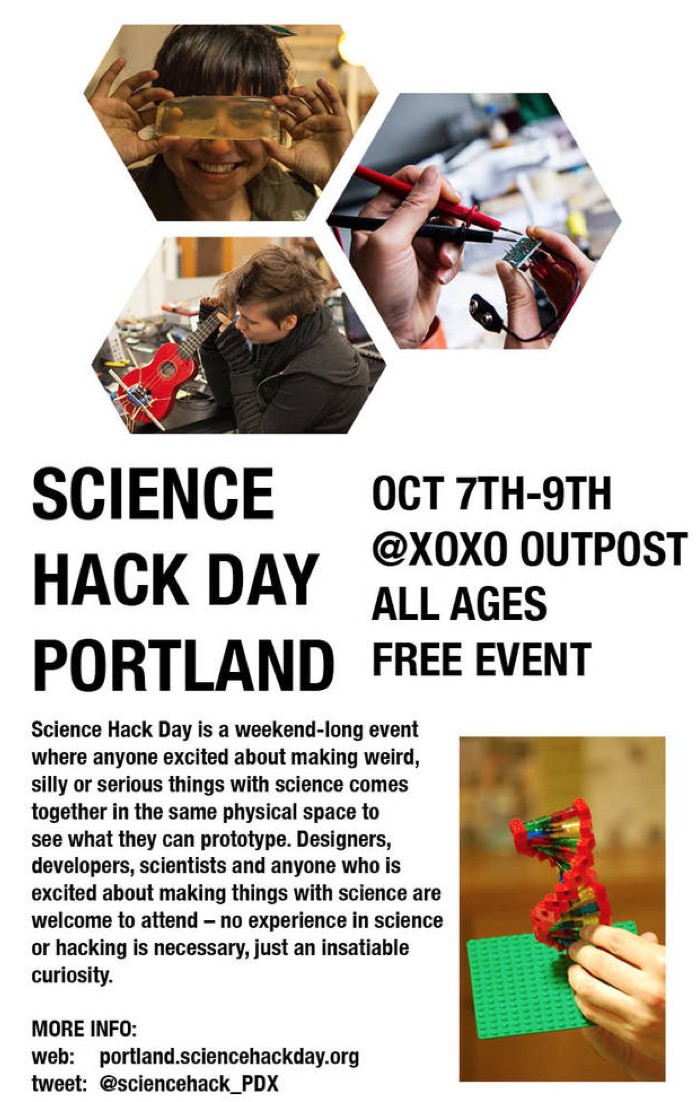 SCIENCE
HACK DAY
PORTLAND
OCT 7TH-9TH
@XOXO OUTPOST
ALL AGES
FREE EVENT
Science Hack Day is a weekend-long event
where anyone excited about making weird,
silly or serious things with science comes
together in the same physical space to
see what they can prototype. Designers,
developers, scientists and anyone who is
excited about making things with science are
welcome to attend – no experience in science
or hacking is necessary, just an insatiable
curiosity.
MORE INFO:
web: portland.sciencehackday.org
tweet: @sciencehack_PDX